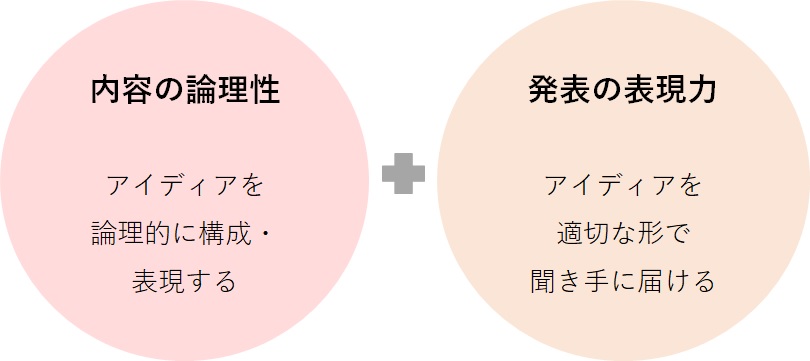 内容の論理性
アイディアを
論理的に構成・
表現する
発表の表現力
アイディアを
適切な形で
聞き手に届ける